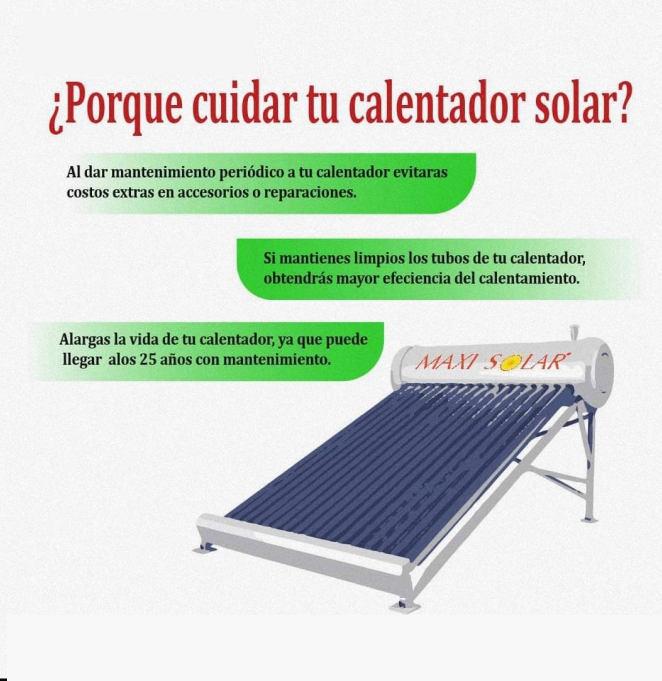 ¿Porque cuidar tu calentador solar?
Al dar mantenimiento periódico a tu calentador evitaras
costos extras en accesorios o reparaciones.
Si mantienes limpios los tubos de tu calentador,
obtendrás mayor efeciencia del calentamiento.
Alargas la vida de tu calentador, ya que puede
llegar alos 25 años con mantenimiento.
MAXI SOLAR